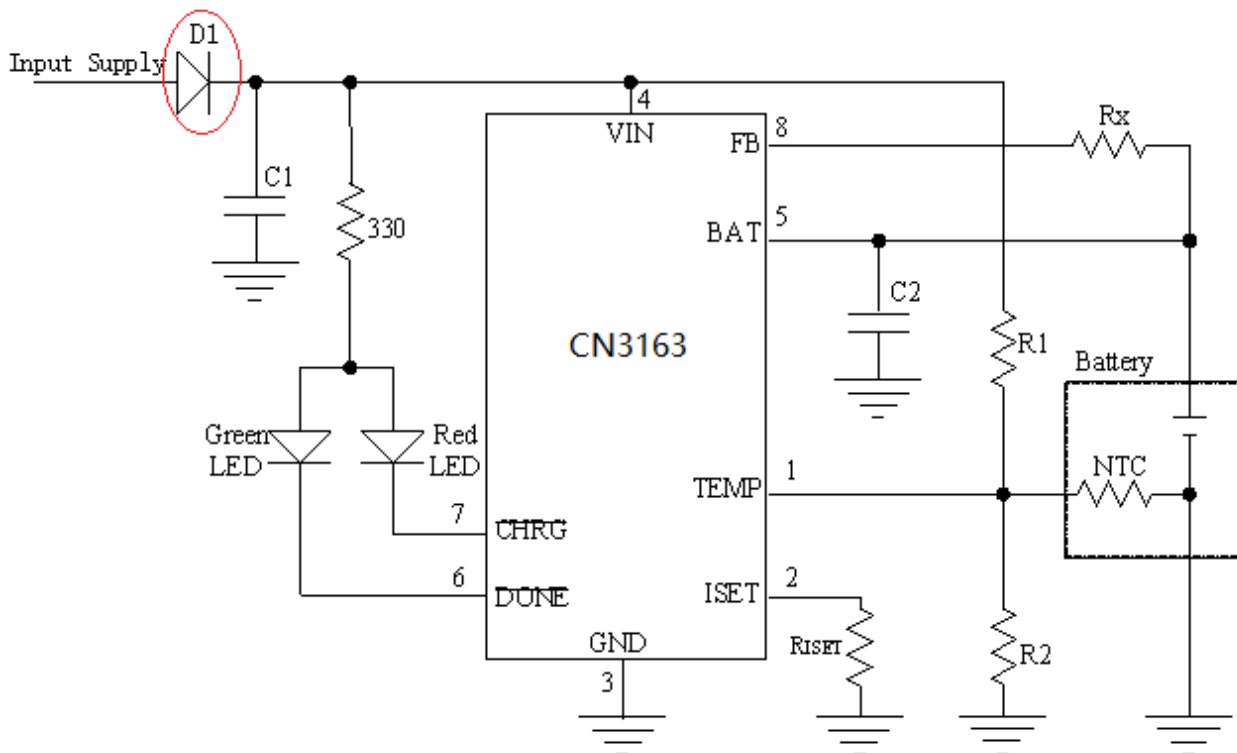 D1
Input Supply
4
VIN
8
FB
Rx
C1
330
5
BAT
C2
CN3163
R1
Battery
Green
LED
Red
LED
1
TEMP
NTC
7
CHRG
6
DONE
2
ISET
GND
3
RISET
R2